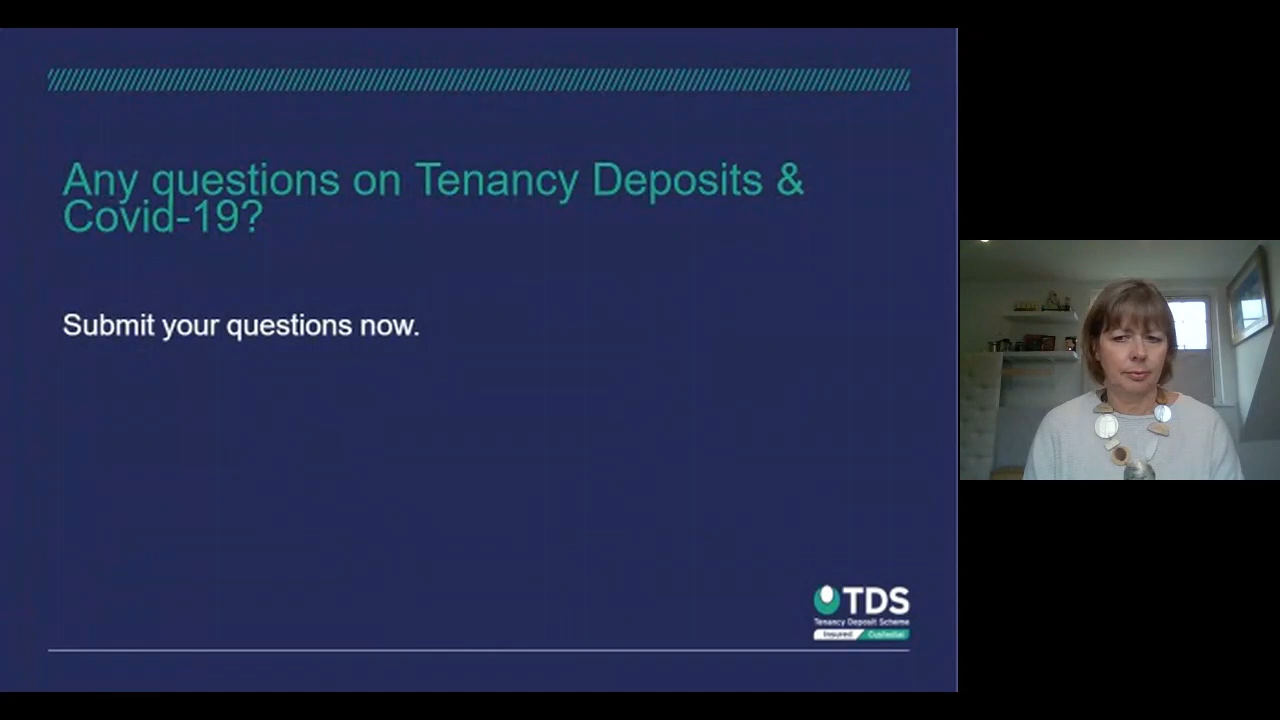 Any questions on Tenancy Deposits &
Covid-19?
Submit your questions now.
TDS
Tenancy Deposit Scheme
Insured Custodial